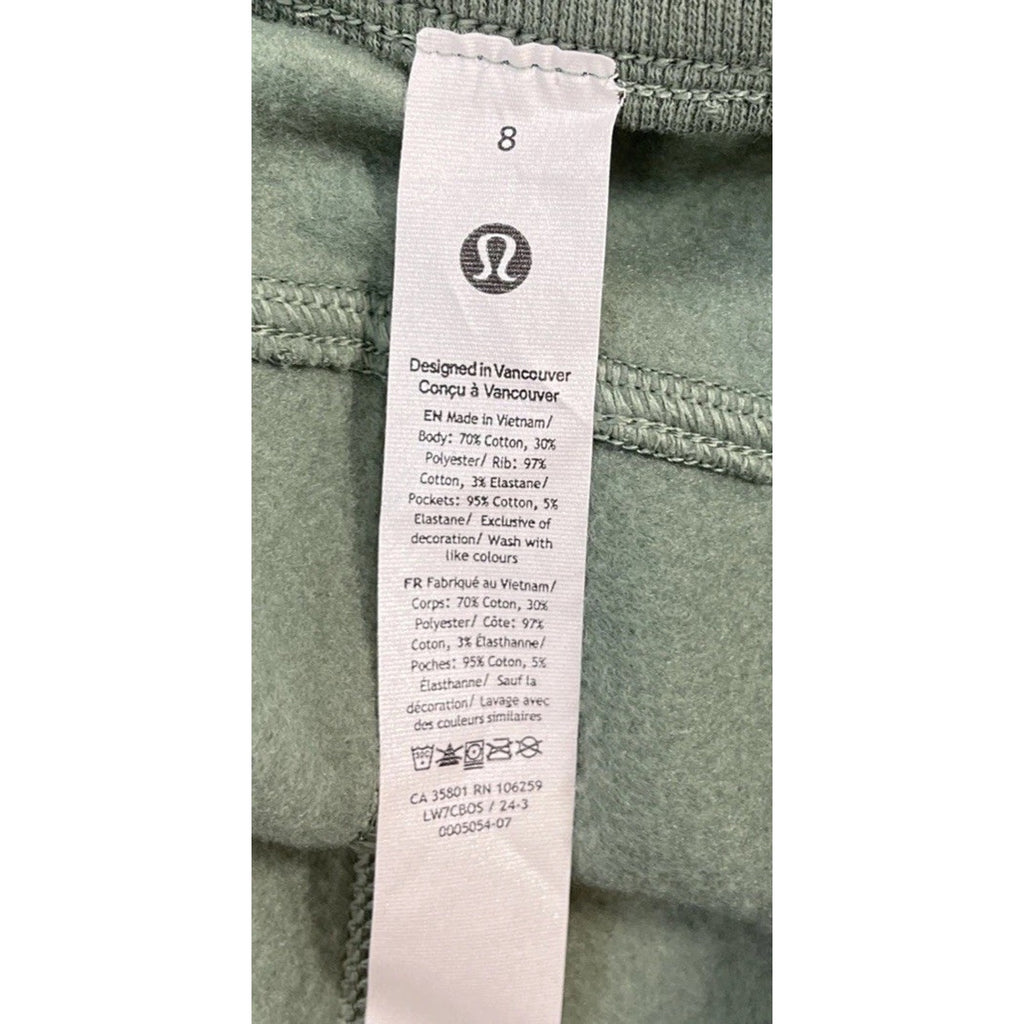 8
Designed in Vancouver
Conçu à Vancouver
EN Made in Vietnam/
Body: 70% Cotton, 30%
Polyester/ Rib: 97%
Cotton, 3% Elastane/
Pockets: 95% Cotton, 5%
Elastane/ Exclusive of
decoration/ Wash with
like colours
FR Fabriqué au Vietnam/
Corps: 70% Coton, 30%
Polyester/ Côte: 97%
Coton, 3% Élasthanne/
Poches: 95% Coton, 5%
Élasthanne/ Sauf la
décoration/ Lavage avec
des couleurs similaires
30C
CA 35801 RN 106259
LW7CBOS / 24-3
0005054-07